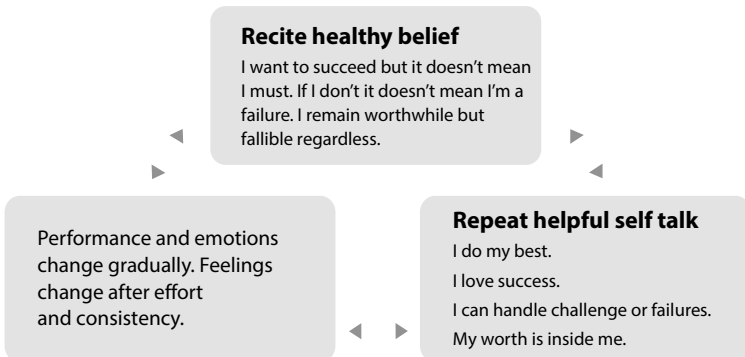 Recite healthy belief
I want to succeed but it doesn’t mean
I must. If I don’t it doesn’t mean I’m a
failure. I remain worthwhile but
fallible regardless.
Performance and emotions
change gradually. Feelings
change after effort
and consistency.
Repeat helpful self talk
I do my best.
I love success.
I can handle challenge or failures.
My worth is inside me.